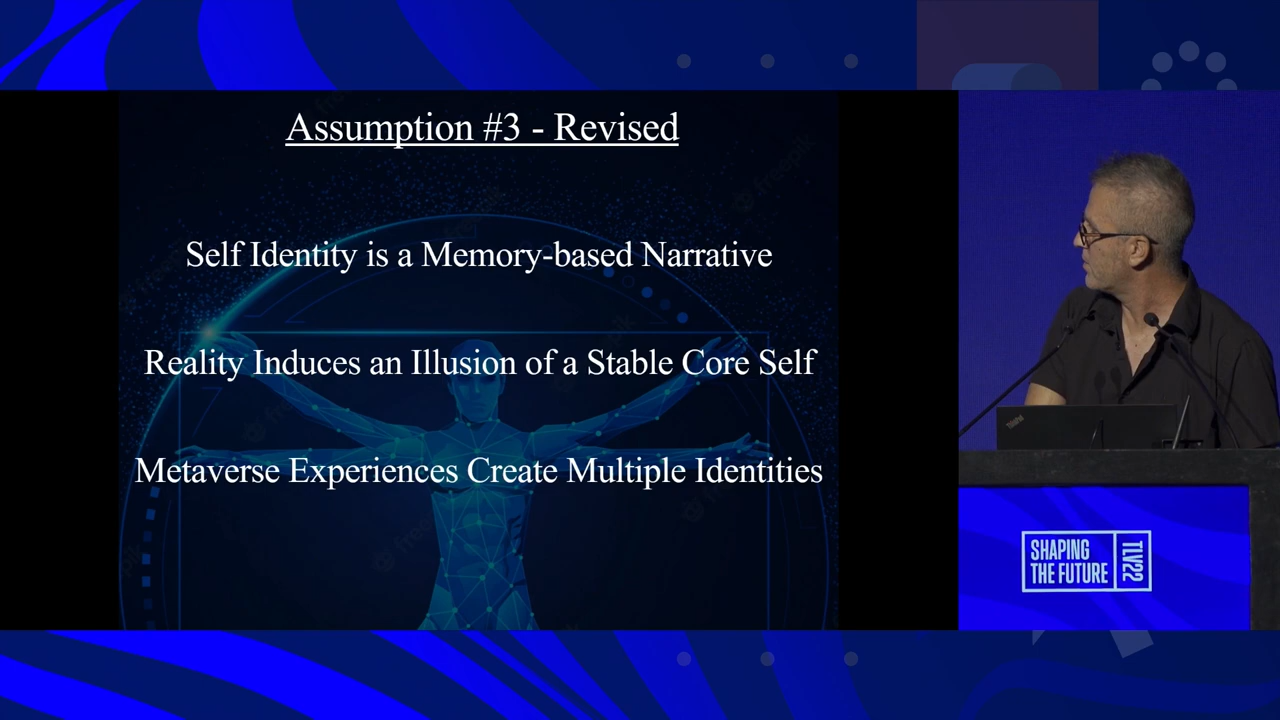 Assumption #3 - Revised
Self Identity is a Memory-based Narrative
Reality Induces an Illusion of a Stable Core Self
Metaverse Experiences Create Multiple Identities
ThinkPad
SHAPING
THE FUTURE
TLV22